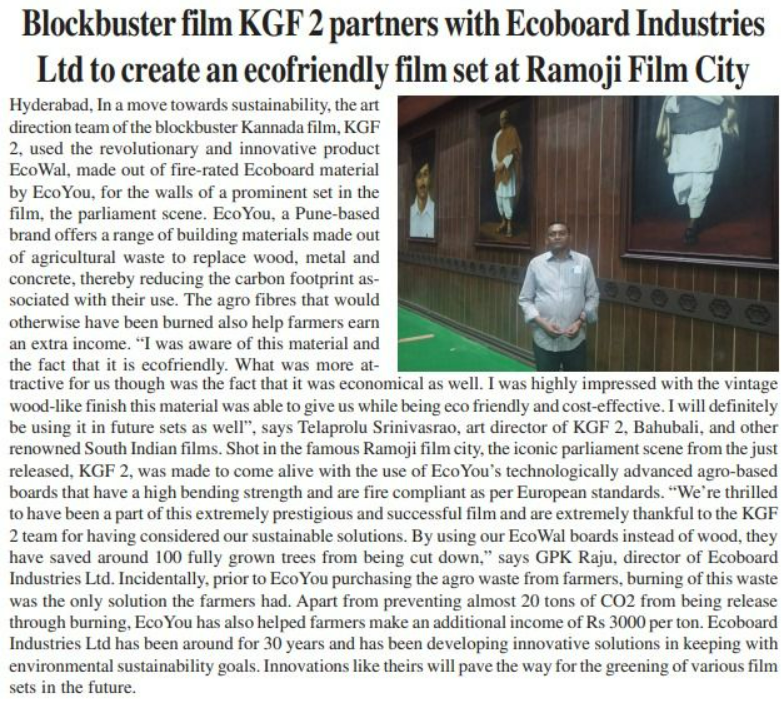 Blockbuster film KGF 2 partners with Ecoboard Industries
Ltd to create an ecofriendly film set at Ramoji Film City
Hyderabad, In a move towards sustainability, the art
direction team of the blockbuster Kannada film, KGF
2, used the revolutionary and innovative product
EcoWal, made out of fire-rated Ecoboard material
by EcoYou, for the walls of a prominent set in the
film, the parliament scene. EcoYou, a Pune-based
brand offers a range of building materials made out
of agricultural waste to replace wood, metal and
concrete, thereby reducing the carbon footprint as-
sociated with their use. The agro fibres that would
otherwise have been burned also help farmers earn
an extra income. “I was aware of this material and
the fact that it is ecofriendly. What was more at-
tractive for us though was the fact that it was economical as well. I was highly impressed with the vintage
wood-like finish this material was able to give us while being eco friendly and cost-effective. I will definitely
be using it in future sets as well”, says Telaprolu Srinivasrao, art director of KGF 2, Bahubali, and other
renowned South Indian films. Shot in the famous Ramoji film city, the iconic parliament scene from the just
released, KGF 2, was made to come alive with the use of EcoYou’s technologically advanced agro-based
boards that have a high bending strength and are fire compliant as per European standards. “We’re thrilled
to have been a part of this extremely prestigious and successful film and are extremely thankful to the KGF
2 team for having considered our sustainable solutions. By using our EcoWal boards instead of wood, they
have saved around 100 fully grown trees from being cut down,” says GPK Raju, director of Ecoboard
Industries Ltd. Incidentally, prior to EcoYou purchasing the agro waste from farmers, burning of this waste
was the only solution the farmers had. Apart from preventing almost 20 tons of CO2 from being release
through burning, EcoYou has also helped farmers make an additional income of Rs 3000 per ton. Ecoboard
Industries Ltd has been around for 30 years and has been developing innovative solutions in keeping with
environmental sustainability goals. Innovations like theirs will pave the way for the greening of various film
sets in the future.